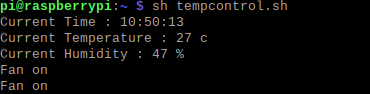 pi@raspberrypi:~ $ sh tempcontrol.sh
Current Time : 10:50:13
Current Temperature : 27 c
Current Humidity : 47 %
Fan on
Fan on